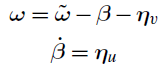 ω = ω̃ − β − η_v
β̇ = η_u